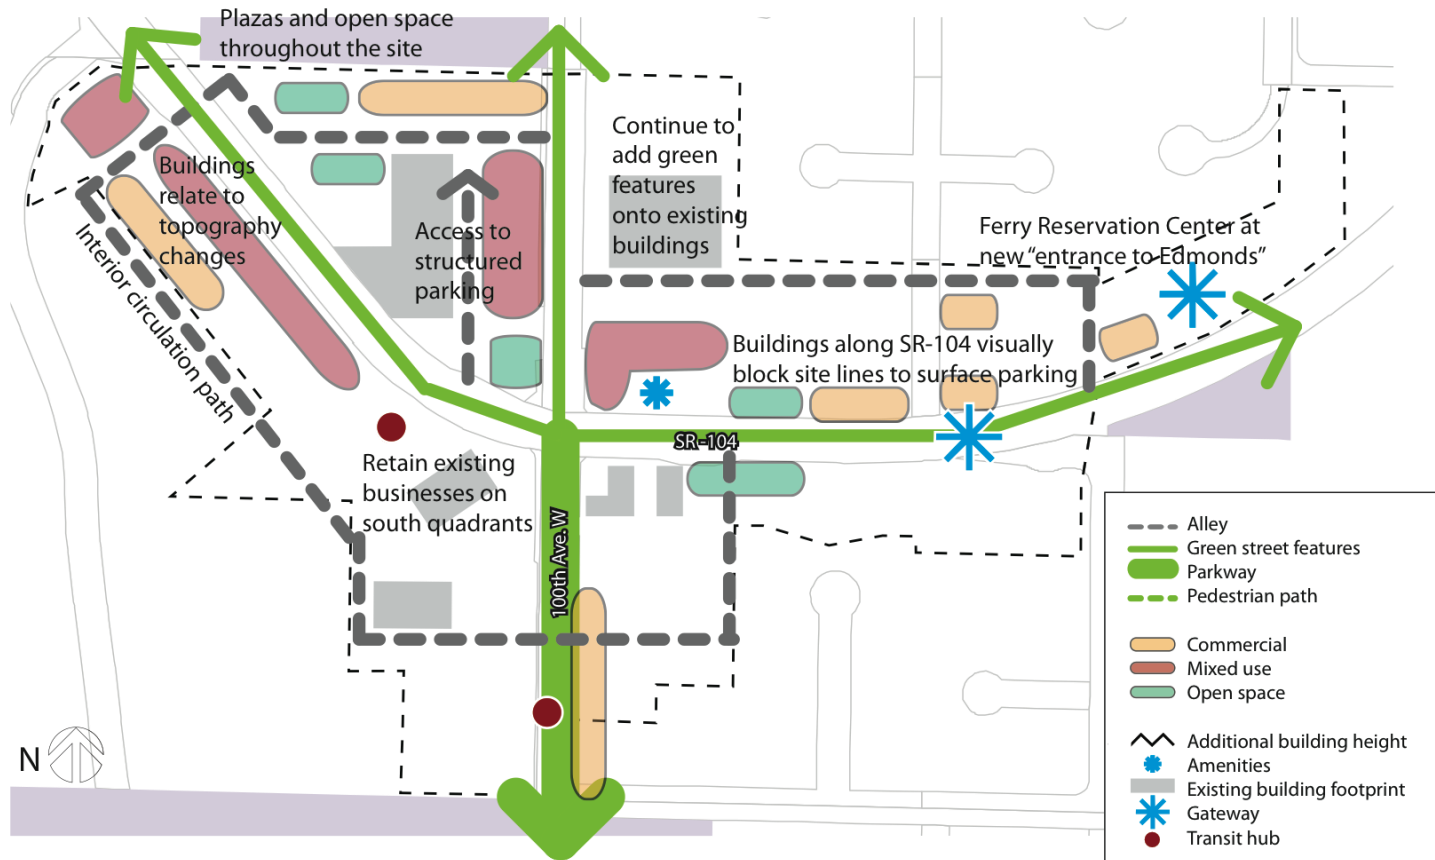 Plazas and open space
throughout the site
Continue to
add green
features
onto existing
buildings
Buildings
relate to
topography
changes
Access to
structured
parking
Ferry Reservation Center at
new “entrance to Edmonds”
Interior circulation path
Buildings along SR-104 visually
block site lines to surface parking
SR-104
Retain existing
businesses on
south quadrants
100th Ave. W
N
Alley
Green street features
Parkway
Pedestrian path
Commercial
Mixed use
Open space
Additional building height
Amenities
Existing building footprint
Gateway
Transit hub